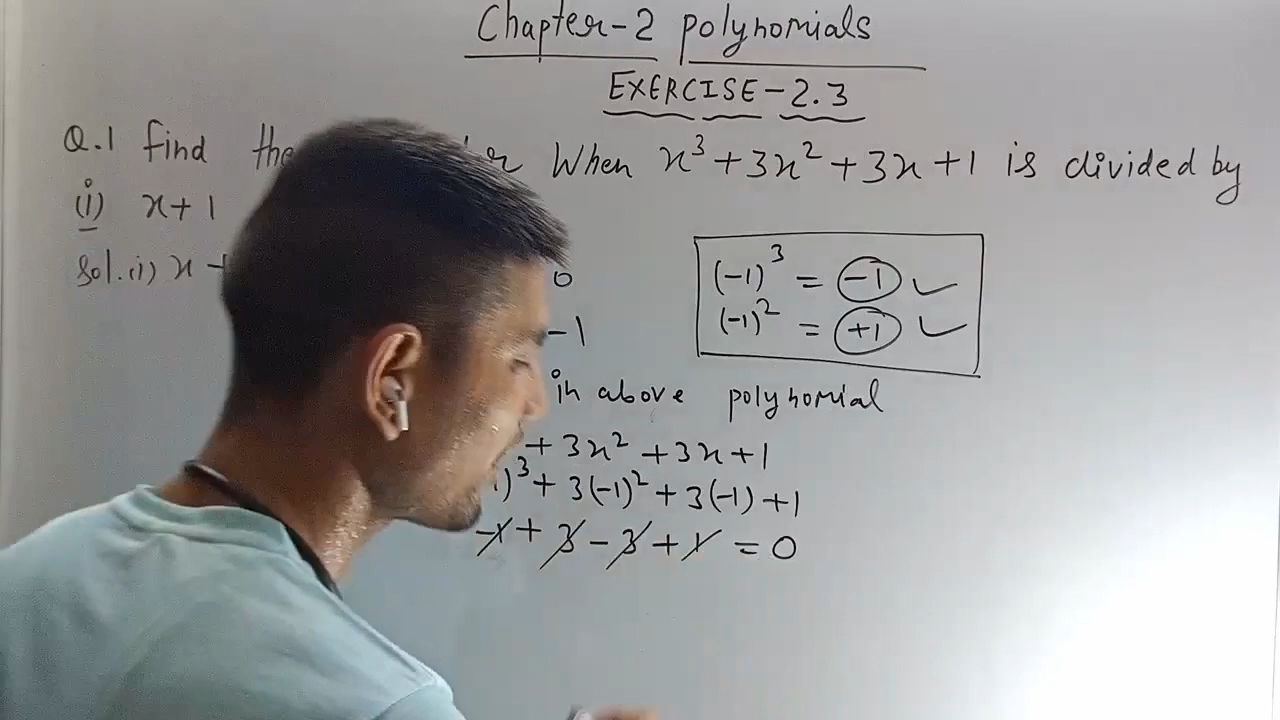 Chapter-2 polynomials
EXERCISE-2.3
Q.1 find the When x³+3x²+3x+1 is divided by
(i) x+1
Sol.(i) x + 0
-1
(-1)³ = -1 ✓
(-1)² = +1 ✓
in above polynomial
+3x²+3x+1
)³+3(-1)²+3(-1)+1
-1+3-3+1=0